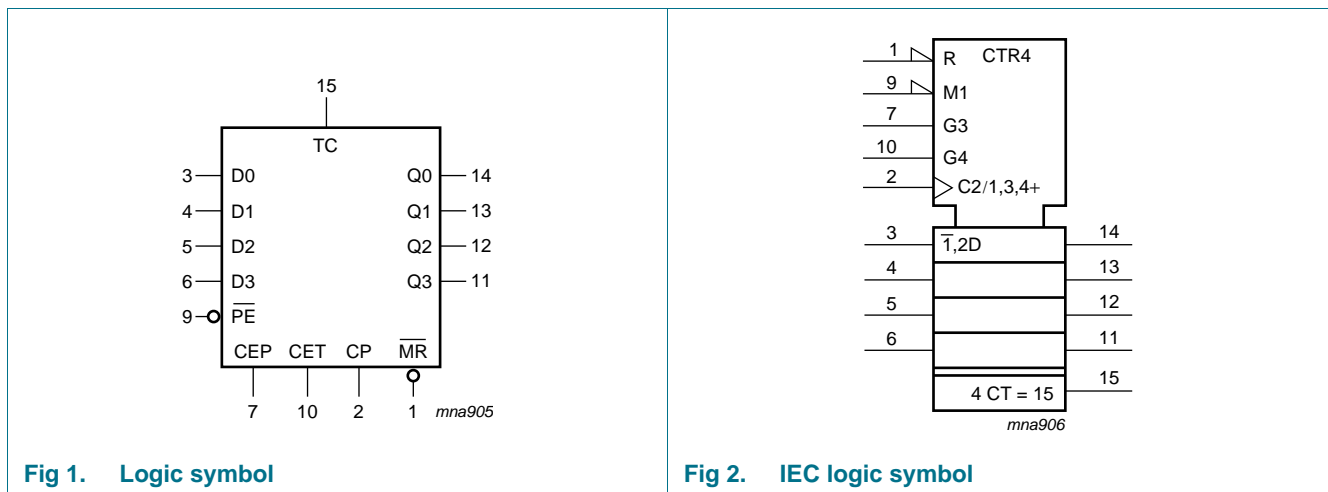 15
TC
3 D0 Q0 14
4 D1 Q1 13
5 D2 Q2 12
6 D3 Q3 11
9 P̅E̅
CEP CET CP M̅R̅
7 10 2 1 mna905
Fig 1. Logic symbol
1 R CTR4
9 M1
7 G3
10 G4
2 C2/1,3,4+
3 1̅,2D 14
4 13
5 12
6 11
4 CT = 15 15
mna906
Fig 2. IEC logic symbol